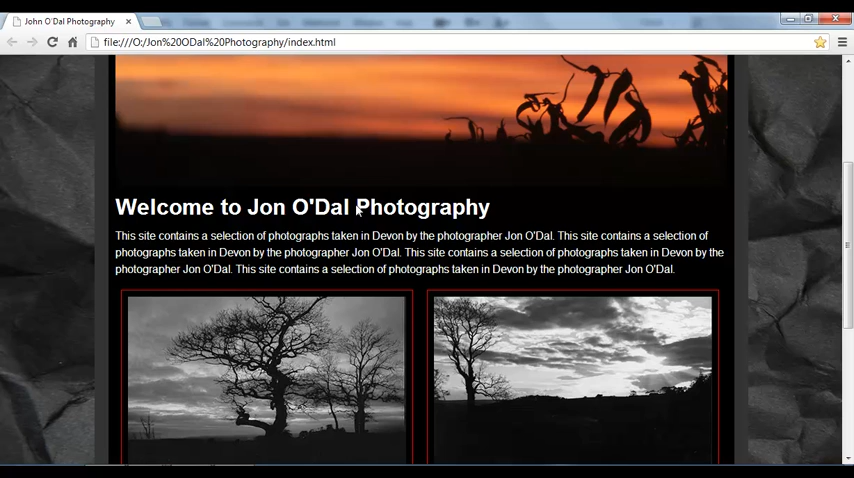 John O'Dal Photography
file:///O:/Jon%20ODal%20Photography/index.html
Welcome to Jon O'Dal Photography
This site contains a selection of photographs taken in Devon by the photographer Jon O'Dal. This site contains a selection of
photographs taken in Devon by the photographer Jon O'Dal. This site contains a selection of photographs taken in Devon by the
photographer Jon O'Dal. This site contains a selection of photographs taken in Devon by the photographer Jon O'Dal.